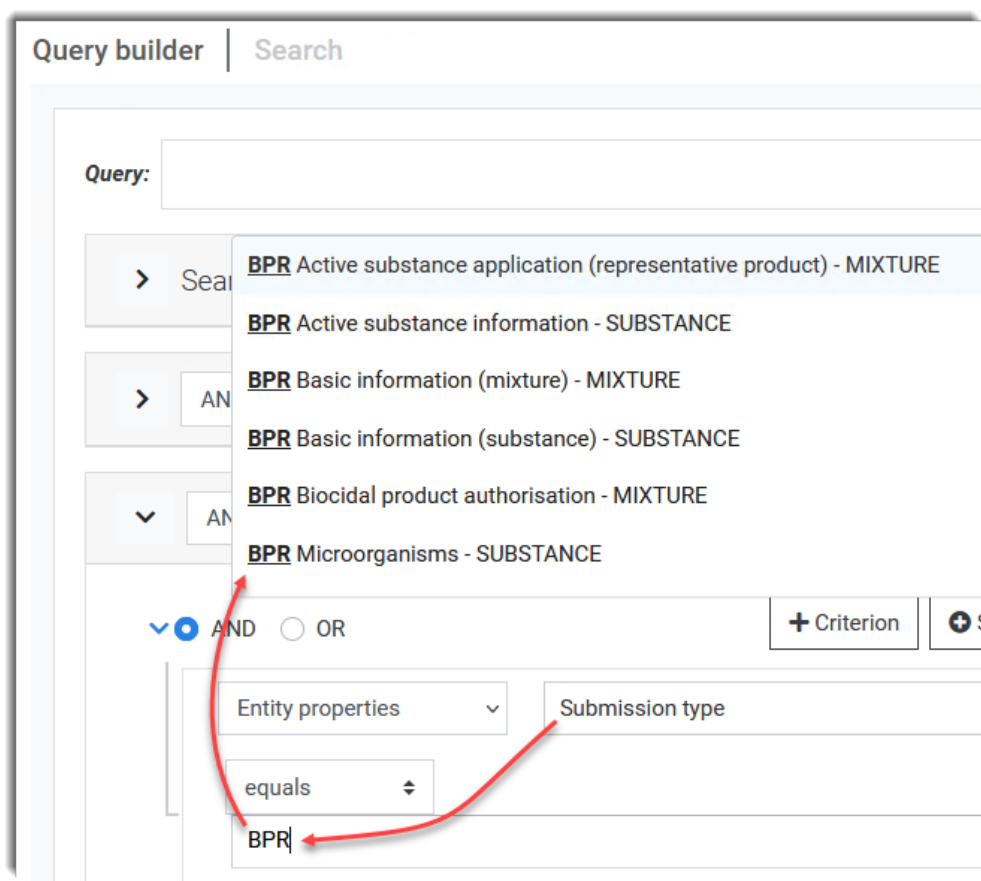 Query builder | Search
Query:
Sear
BPR Active substance application (representative product) - MIXTURE
BPR Active substance information - SUBSTANCE
AN
BPR Basic information (mixture) - MIXTURE
BPR Basic information (substance) - SUBSTANCE
AN
BPR Biocidal product authorisation - MIXTURE
BPR Microorganisms - SUBSTANCE
AND OR + Criterion S
Entity properties Submission type
equals
BPR